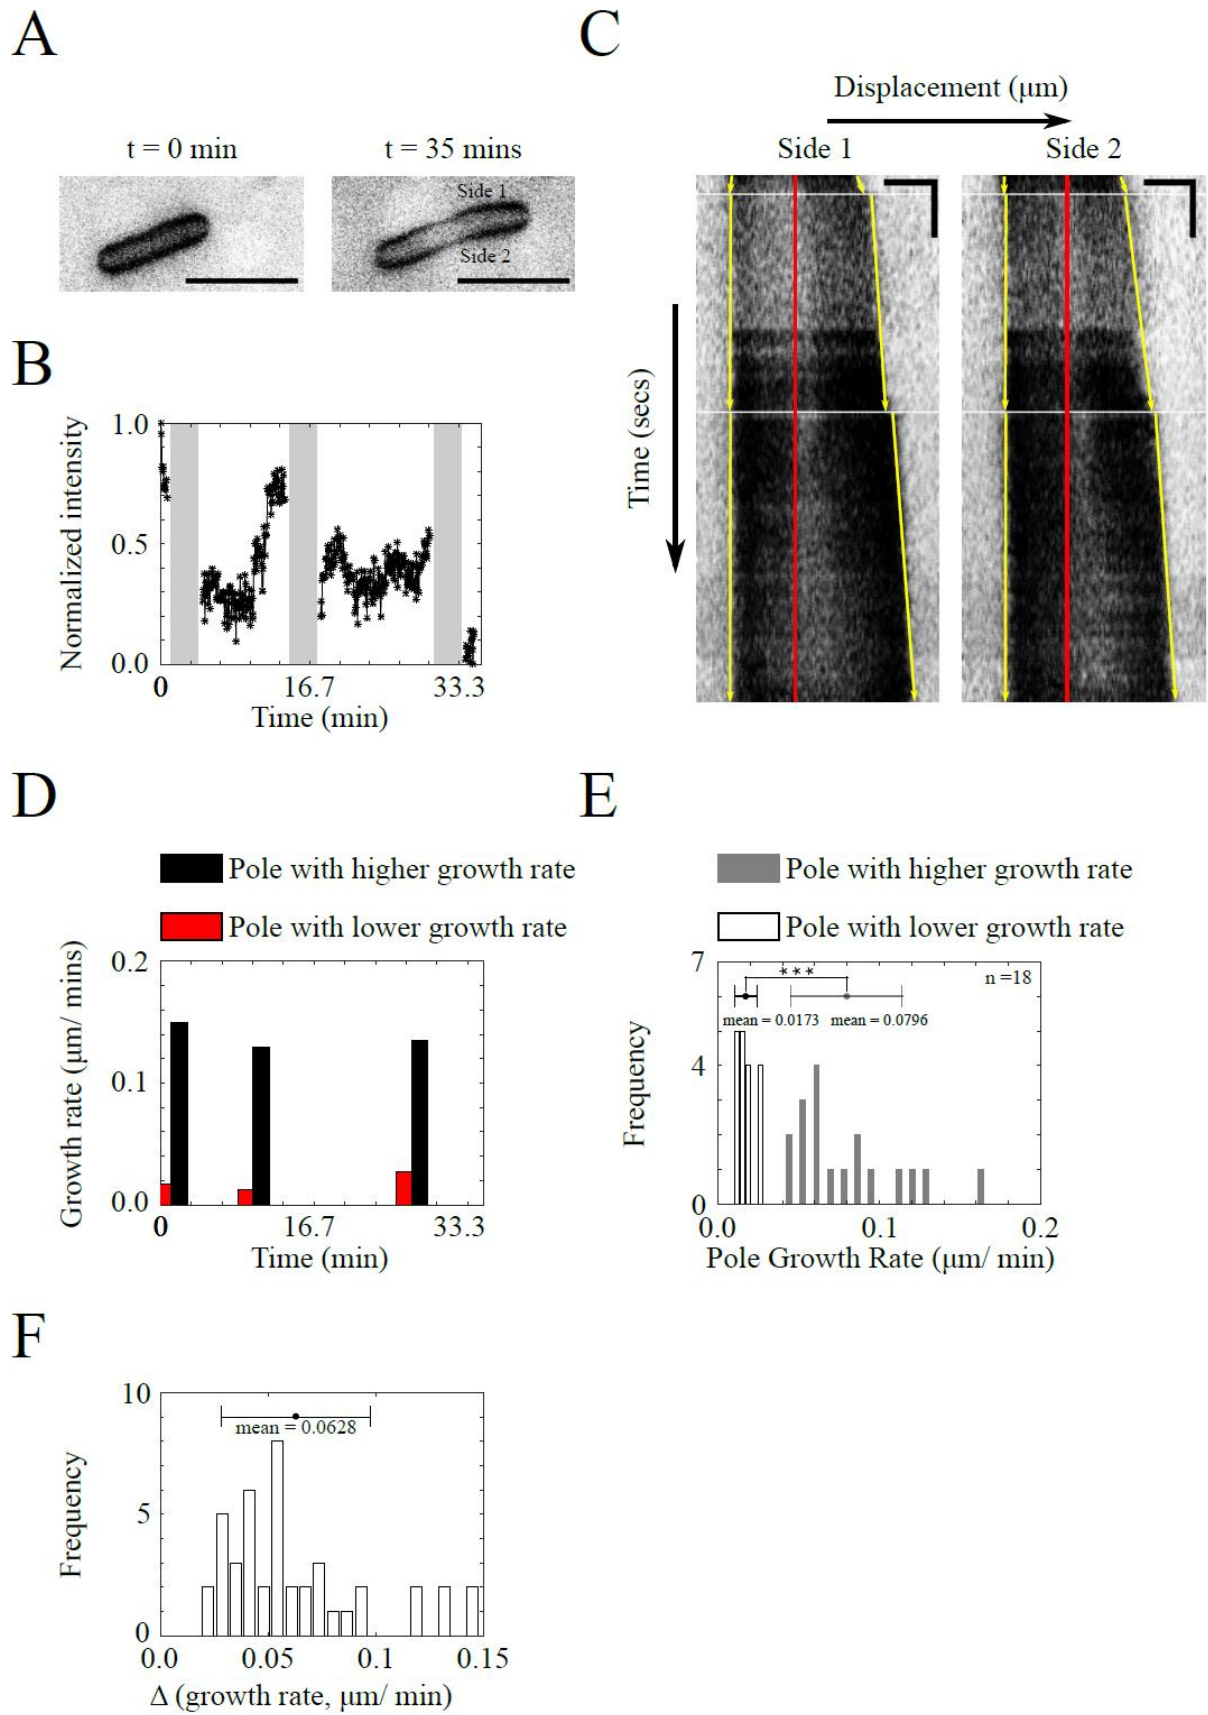 A
t = 0 min
t = 35 mins
Side 1
Side 2
B
1.0
0.5
0.0
Normalized intensity
0
16.7
33.3
Time (min)
C
Displacement (μm)
Side 1
Side 2
Time (secs)
D
Pole with higher growth rate
Pole with lower growth rate
0.2
0.1
0.0
Growth rate (μm/ mins)
0
16.7
33.3
Time (min)
E
Pole with higher growth rate
Pole with lower growth rate
7
4
0
Frequency
***
n =18
mean = 0.0173
mean = 0.0796
0.0
0.1
0.2
Pole Growth Rate (μm/ min)
F
10
5
0
Frequency
mean = 0.0628
0.0
0.05
0.1
0.15
Δ (growth rate, μm/ min)